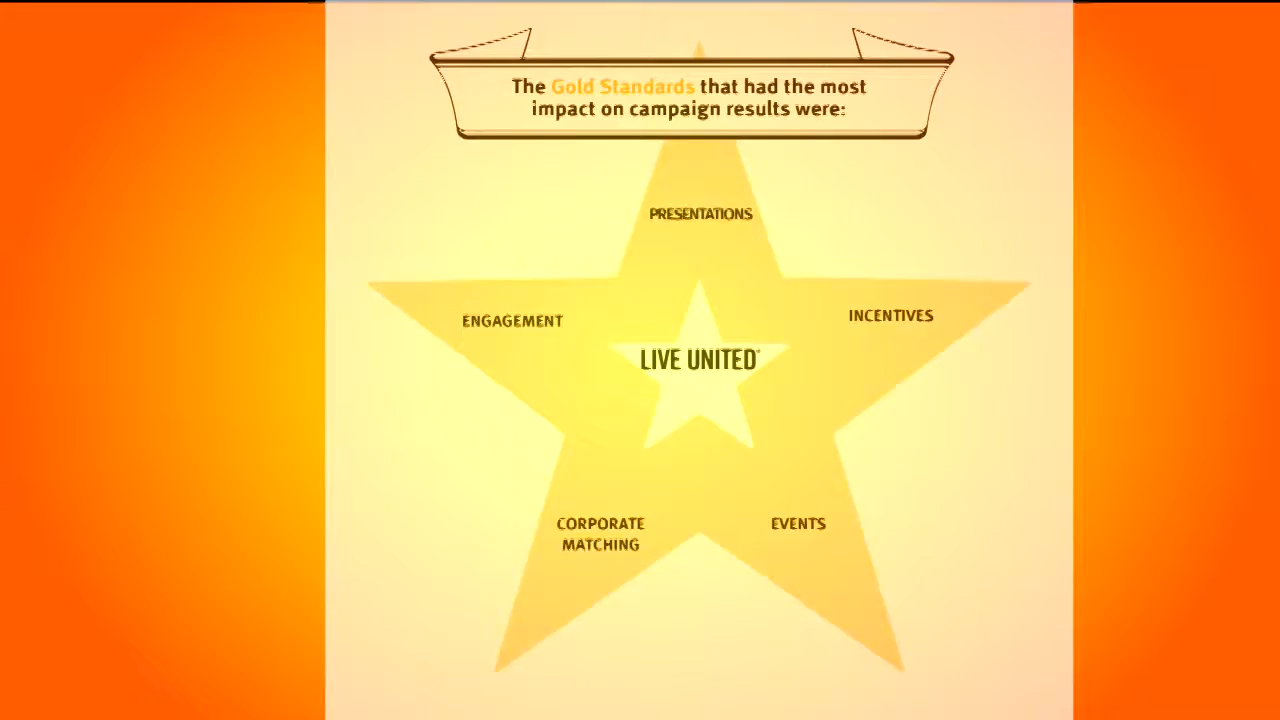 The Gold Standards that had the most
impact on campaign results were:
PRESENTATIONS
ENGAGEMENT
INCENTIVES
LIVE UNITED
CORPORATE
MATCHING
EVENTS